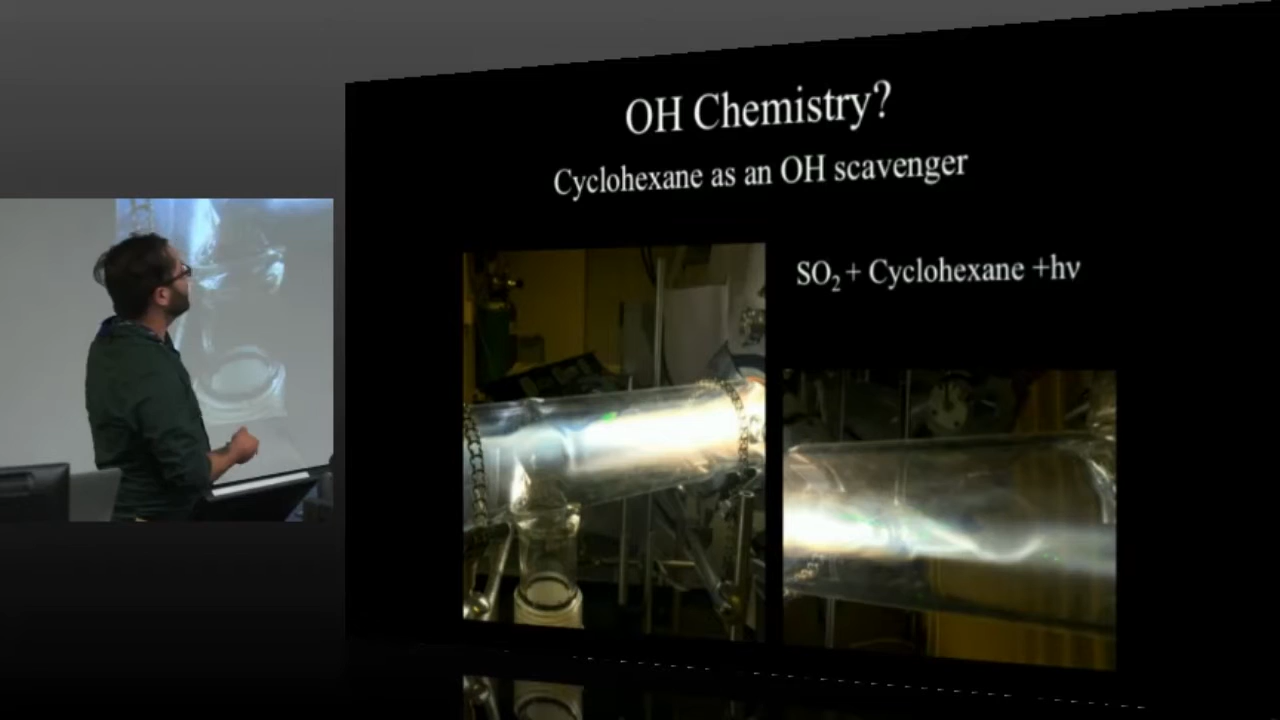 OH Chemistry?
Cyclohexane as an OH scavenger
SO₂ + Cyclohexane +hν